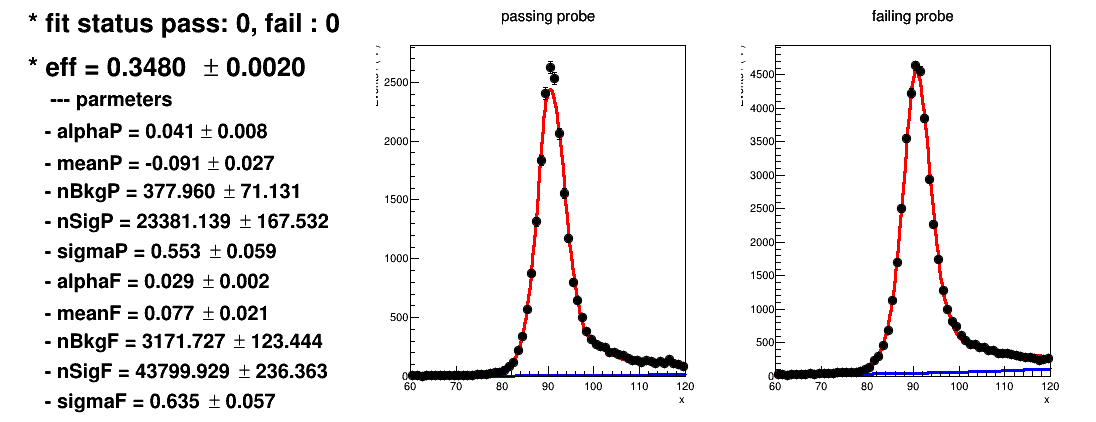 * fit status pass: 0, fail : 0
* eff = 0.3480 ± 0.0020
--- parmeters
- alphaP = 0.041 ± 0.008
- meanP = -0.091 ± 0.027
- nBkgP = 377.960 ± 71.131
- nSigP = 23381.139 ± 167.532
- sigmaP = 0.553 ± 0.059
- alphaF = 0.029 ± 0.002
- meanF = 0.077 ± 0.021
- nBkgF = 3171.727 ± 123.444
- nSigF = 43799.929 ± 236.363
- sigmaF = 0.635 ± 0.057
passing probe
2500
2000
1500
1000
500
0
60 70 80 90 100 110 120
x
failing probe
4500
4000
3500
3000
2500
2000
1500
1000
500
0
60 70 80 90 100 110 120
x